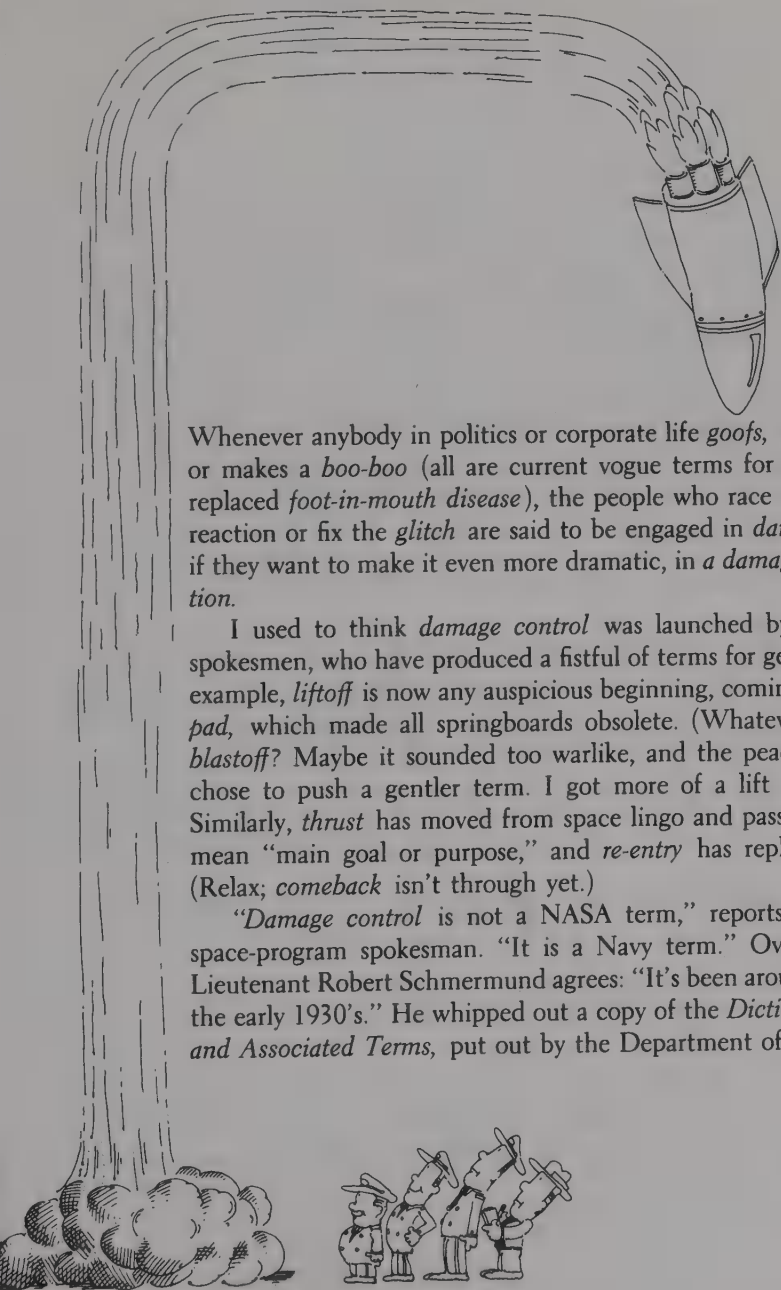 Whenever anybody in politics or corporate life goofs,
or makes a boo-boo (all are current vogue terms for
replaced foot-in-mouth disease), the people who race
reaction or fix the glitch are said to be engaged in da
if they want to make it even more dramatic, in a dama
tion.
I used to think damage control was launched b
spokesmen, who have produced a fistful of terms for ge
example, liftoff is now any auspicious beginning, comin
pad, which made all springboards obsolete. (Whatev
blastoff? Maybe it sounded too warlike, and the pea
chose to push a gentler term. I got more of a lift
Similarly, thrust has moved from space lingo and pass
mean "main goal or purpose," and re-entry has repl
(Relax; comeback isn't through yet.)
"Damage control is not a NASA term," reports
space-program spokesman. "It is a Navy term." Ov
Lieutenant Robert Schmermund agrees: "It's been arou
the early 1930's." He whipped out a copy of the Dicti
and Associated Terms, put out by the Department of